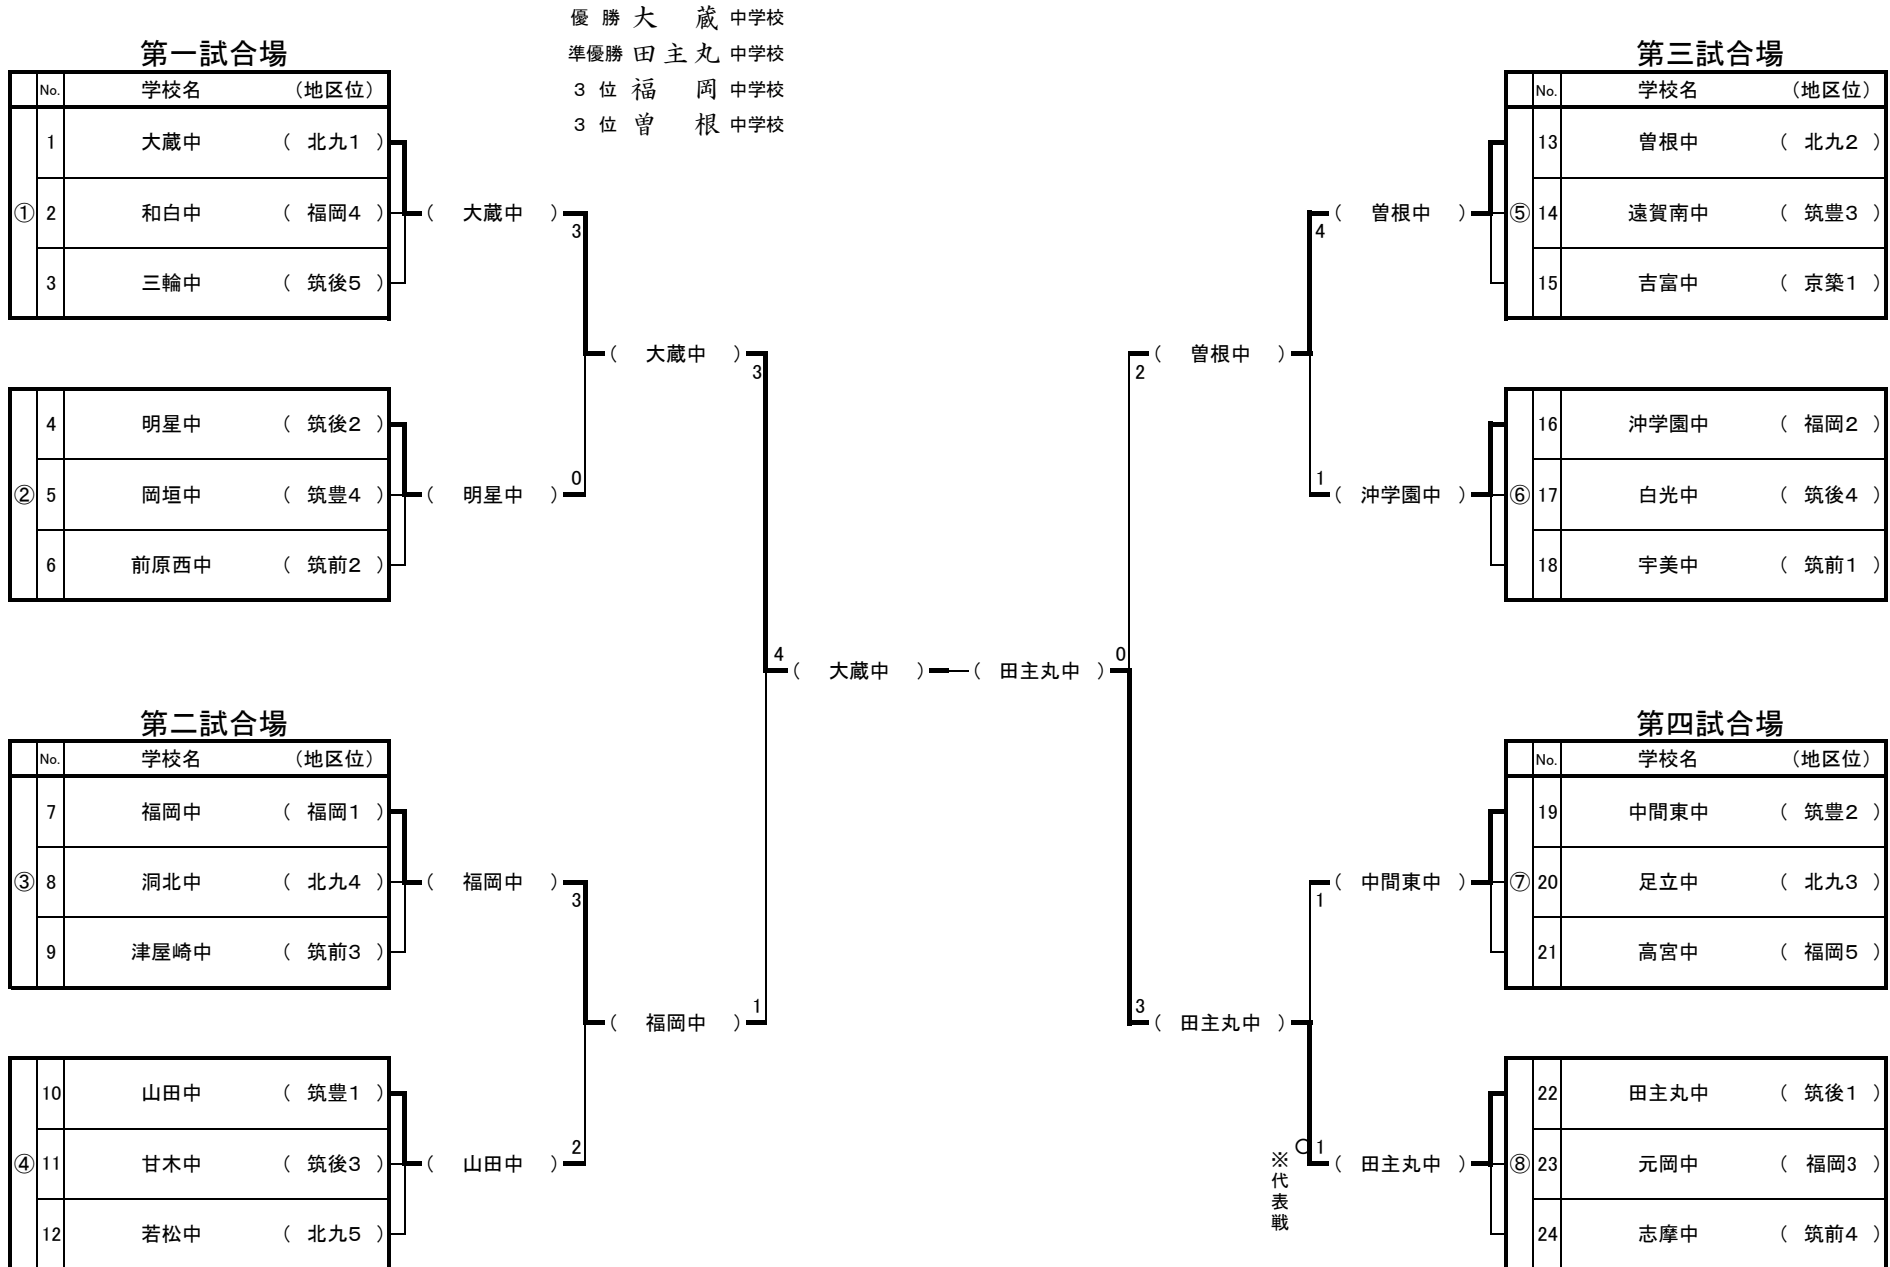 優 勝 大 蔵 中学校
準優勝 田主丸 中学校
3 位 福 岡 中学校
3 位 曽 根 中学校
第一試合場
No. 学校名 （地区位）
①
1 大蔵中 （ 北九1 ）
2 和白中 （ 福岡4 ）
3 三輪中 （ 筑後5 ）
②
4 明星中 （ 筑後2 ）
5 岡垣中 （ 筑豊4 ）
6 前原西中 （ 筑前2 ）
第二試合場
No. 学校名 （地区位）
③
7 福岡中 （ 福岡1 ）
8 洞北中 （ 北九4 ）
9 津屋崎中 （ 筑前3 ）
④
10 山田中 （ 筑豊1 ）
11 甘木中 （ 筑後3 ）
12 若松中 （ 北九5 ）
（ 大蔵中 ） 3
（ 明星中 ） 0
（ 福岡中 ） 3
（ 山田中 ） 2
（ 大蔵中 ） 3
（ 福岡中 ） 1
4 （ 大蔵中 ）
（ 田主丸中 ） 0
2 （ 曽根中 ）
3 （ 田主丸中 ）
4 （ 曽根中 ）
1 （ 沖学園中 ）
1 （ 中間東中 ）
○1 （ 田主丸中 ）
※代表戦
第三試合場
No. 学校名 （地区位）
⑤
13 曽根中 （ 北九2 ）
14 遠賀南中 （ 筑豊3 ）
15 吉富中 （ 京築1 ）
⑥
16 沖学園中 （ 福岡2 ）
17 白光中 （ 筑後4 ）
18 宇美中 （ 筑前1 ）
第四試合場
No. 学校名 （地区位）
⑦
19 中間東中 （ 筑豊2 ）
20 足立中 （ 北九3 ）
21 高宮中 （ 福岡5 ）
⑧
22 田主丸中 （ 筑後1 ）
23 元岡中 （ 福岡3 ）
24 志摩中 （ 筑前4 ）